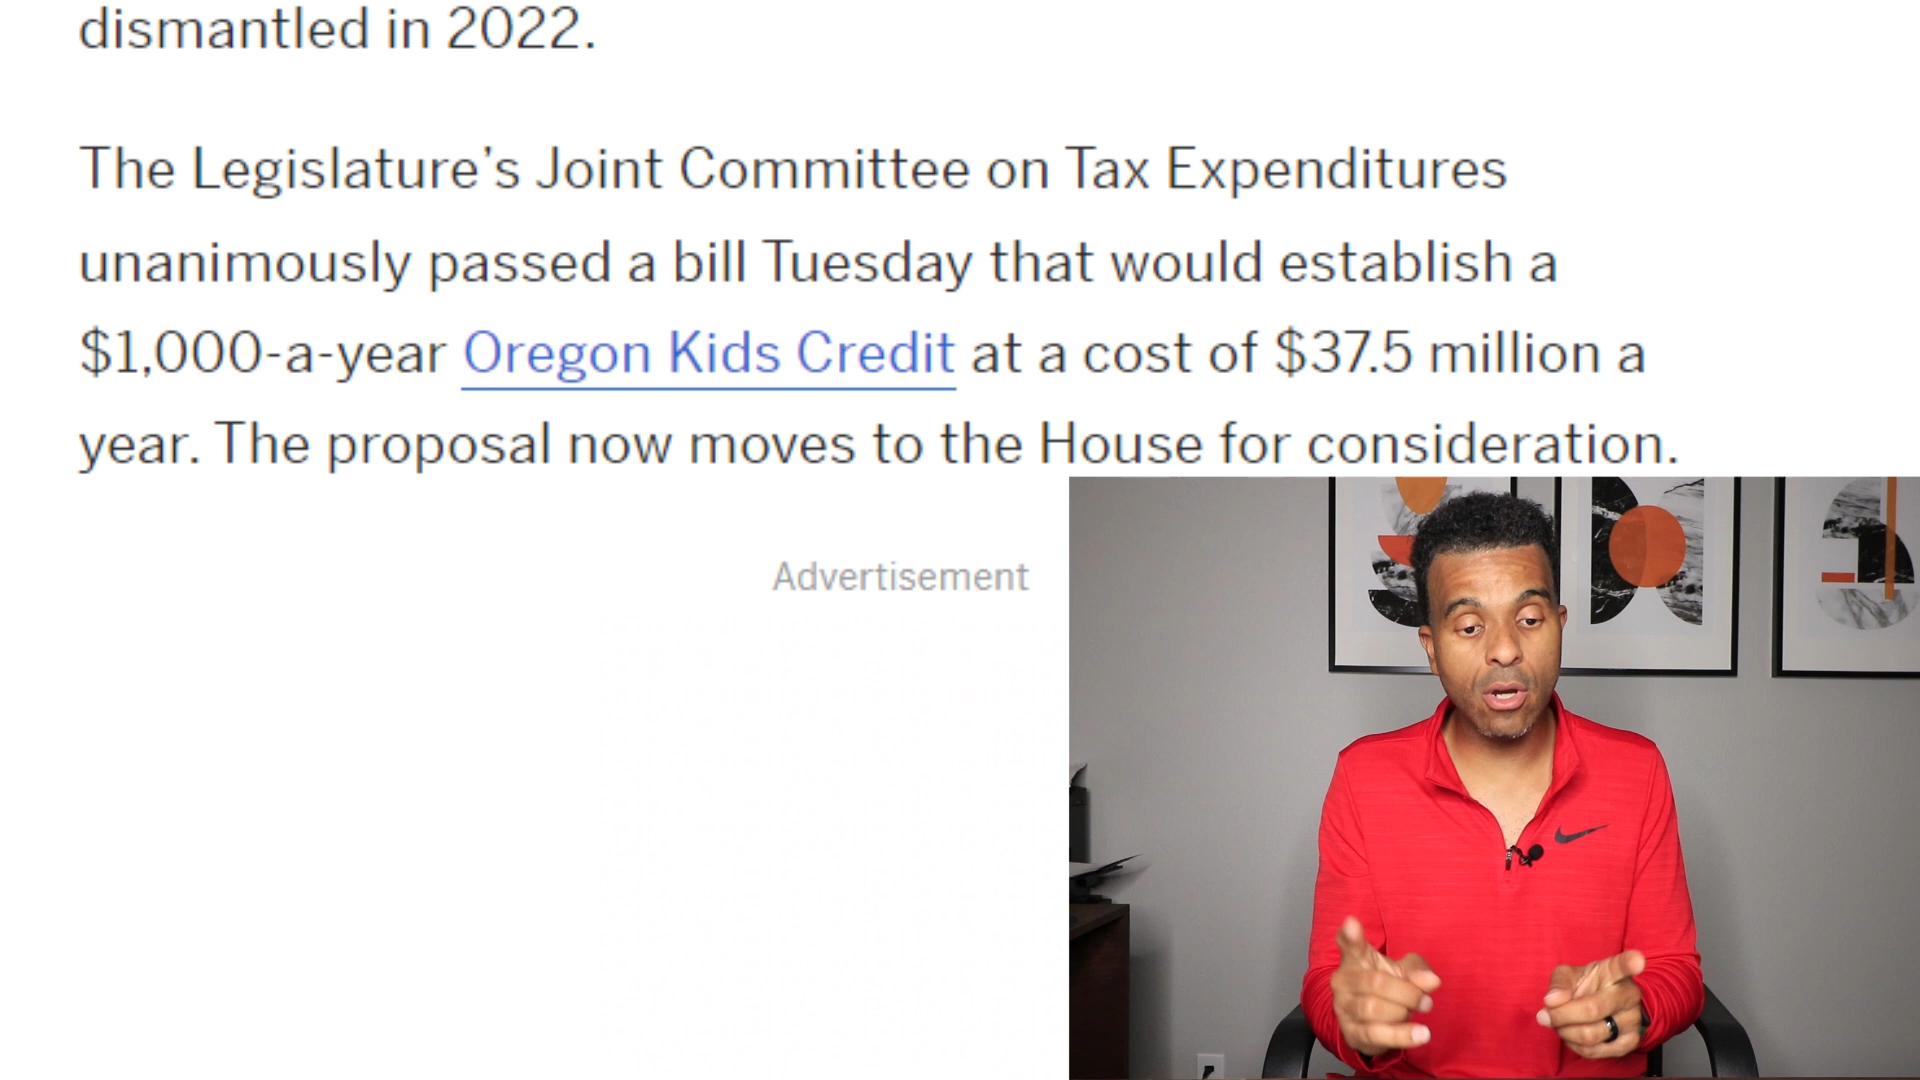 dismantled in 2022.
The Legislature’s Joint Committee on Tax Expenditures
unanimously passed a bill Tuesday that would establish a
$1,000-a-year Oregon Kids Credit at a cost of $37.5 million a
year. The proposal now moves to the House for consideration.
Advertisement